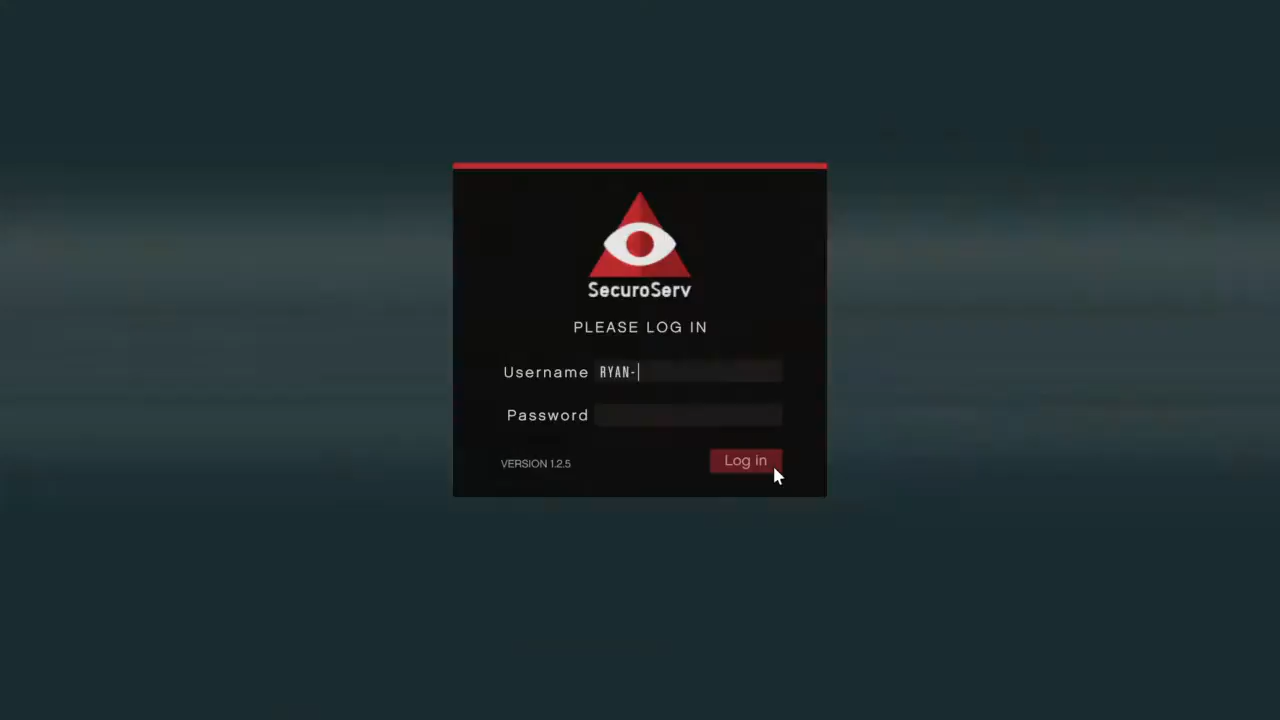 SecuroServ
PLEASE LOG IN
Username RYAN-
Password
VERSION 1.2.5
Log in